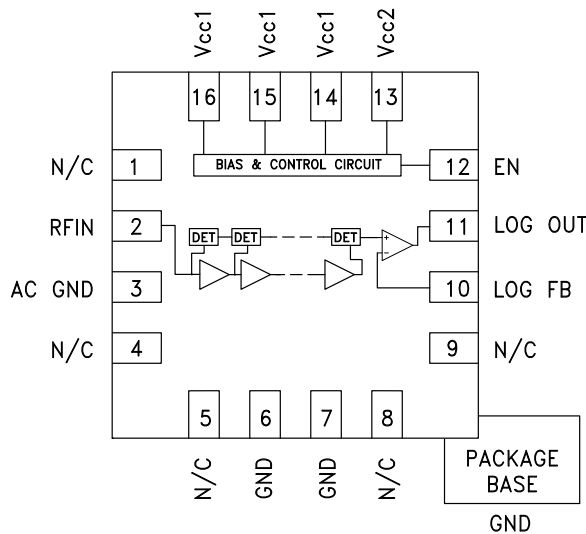 Vcc1 Vcc1 Vcc1 Vcc2
16 15 14 13
N/C 1 BIAS & CONTROL CIRCUIT 12 EN
RFIN 2 11 LOG OUT
DET DET DET + −
AC GND 3 10 LOG FB
N/C 4 9 N/C
5 6 7 8
N/C GND GND N/C
PACKAGE
BASE
GND